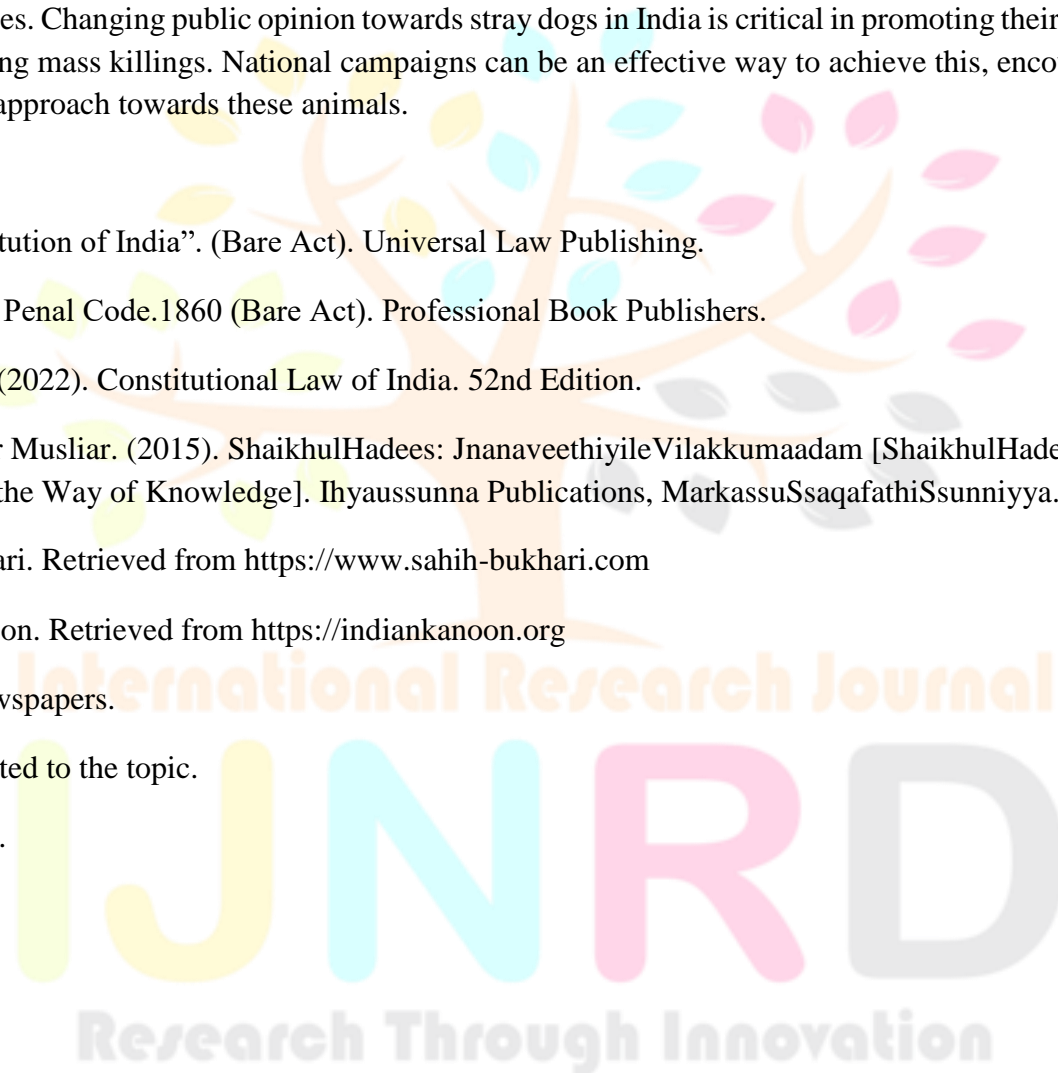 es. Changing public opinion towards stray dogs in India is critical in promoting their
ng mass killings. National campaigns can be an effective way to achieve this, enco
approach towards these animals.
tution of India”. (Bare Act). Universal Law Publishing.
Penal Code.1860 (Bare Act). Professional Book Publishers.
(2022). Constitutional Law of India. 52nd Edition.
r Musliar. (2015). ShaikhulHadees: JnanaveethiyileVilakkumaadam [ShaikhulHade
the Way of Knowledge]. Ihyaussunna Publications, MarkassuSsaqafathiSsunniyya.
ari. Retrieved from https://www.sahih-bukhari.com
on. Retrieved from https://indiankanoon.org
International Research Journal
wspapers.
ted to the topic.
.
IJNRD
Research Through Innovation